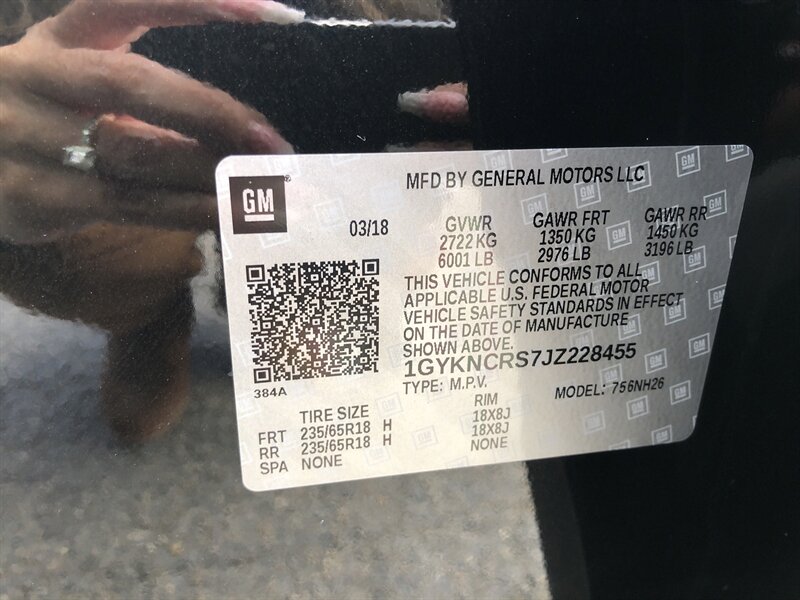 GM
MFD BY GENERAL MOTORS LLC
03/18
GVWR GAWR FRT GAWR RR
2722 KG 1350 KG 1450 KG
6001 LB 2976 LB 3196 LB
THIS VEHICLE CONFORMS TO ALL
APPLICABLE U.S. FEDERAL MOTOR
VEHICLE SAFETY STANDARDS IN EFFECT
ON THE DATE OF MANUFACTURE
SHOWN ABOVE.
1GYKNCRS7JZ228455
TYPE: M.P.V. MODEL: 756NH26
384A
TIRE SIZE RIM
FRT 235/65R18 H 18X8J
RR 235/65R18 H 18X8J
SPA NONE NONE